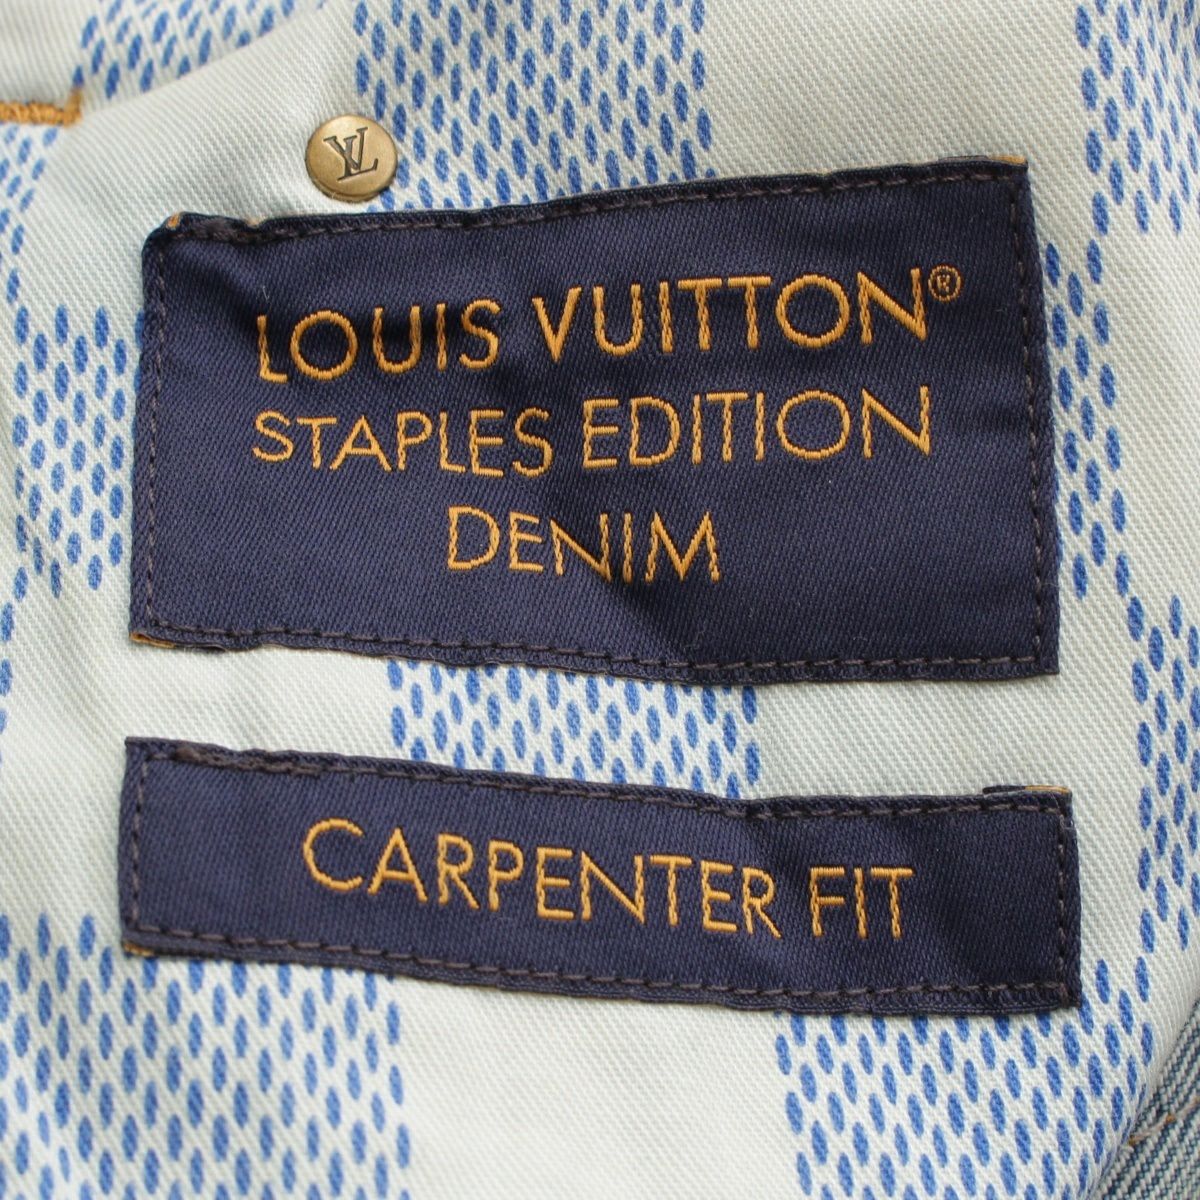 LV
LOUIS VUITTON®
STAPLES EDITION
DENIM
CARPENTER FIT